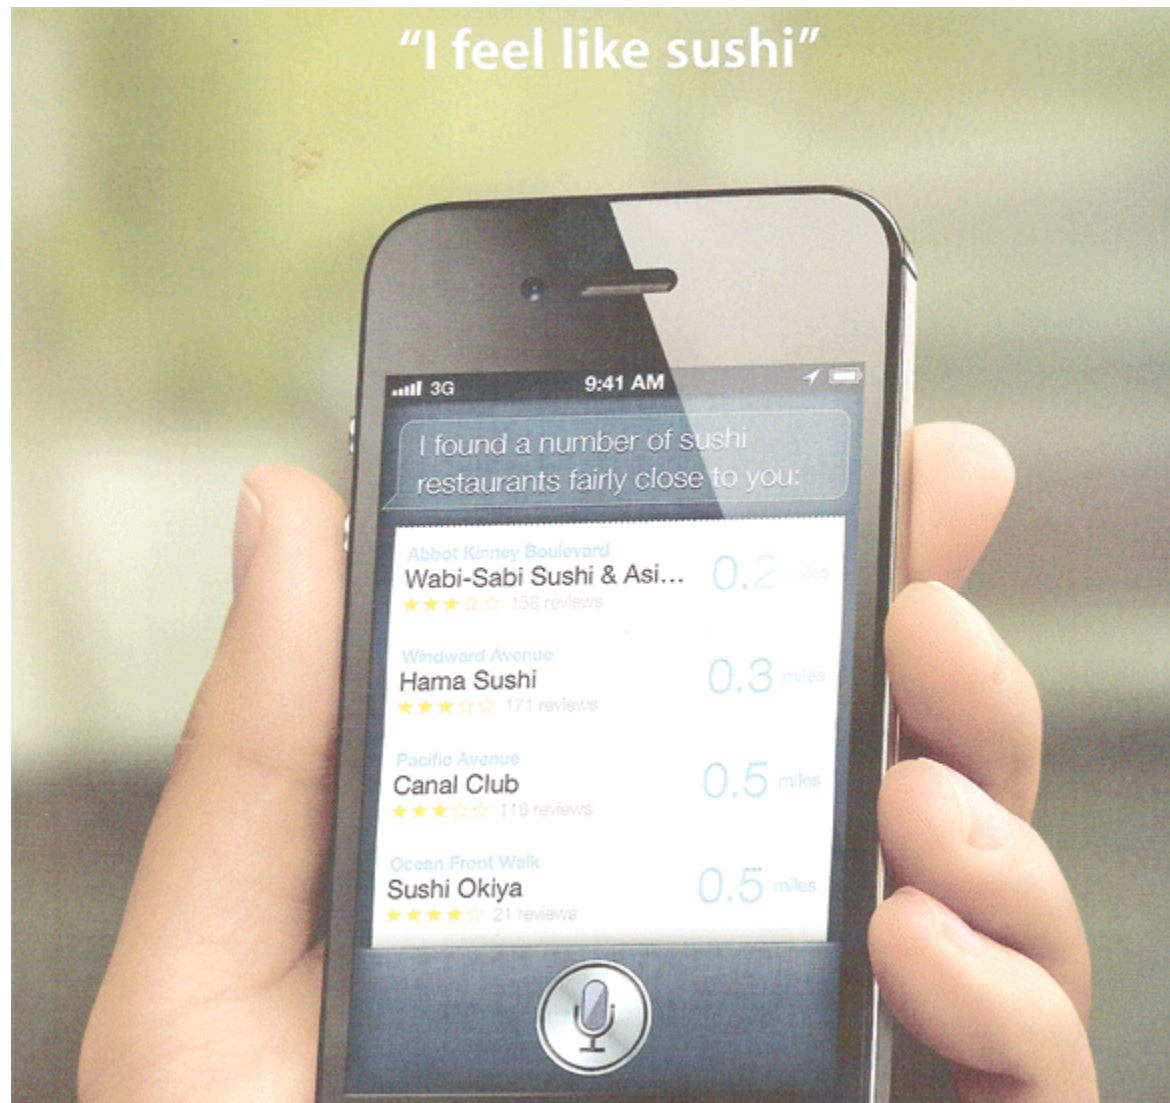 “I feel like sushi”
3G 9:41 AM
I found a number of sushi
restaurants fairly close to you:
Abbot Kinney Boulevard
Wabi-Sabi Sushi & Asi... 0.2 miles
158 reviews
Windward Avenue
Hama Sushi 0.3 miles
171 reviews
Pacific Avenue
Canal Club 0.5 miles
116 reviews
Ocean Front Walk
Sushi Okiya 0.5 miles
21 reviews